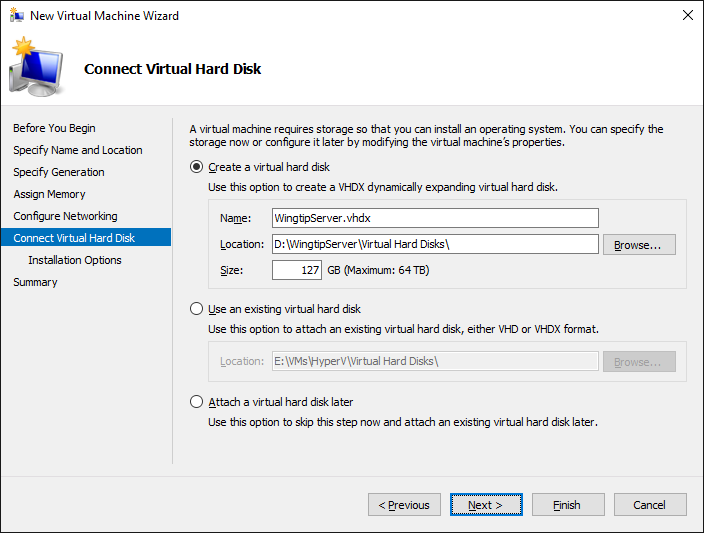 New Virtual Machine Wizard
Connect Virtual Hard Disk
Before You Begin
Specify Name and Location
Specify Generation
Assign Memory
Configure Networking
Connect Virtual Hard Disk
Installation Options
Summary
A virtual machine requires storage so that you can install an operating system. You can specify the
storage now or configure it later by modifying the virtual machine's properties.
Create a virtual hard disk
Use this option to create a VHDX dynamically expanding virtual hard disk.
Name: WingtipServer.vhdx
Location: D:\WingtipServer\Virtual Hard Disks\ Browse...
Size: 127 GB (Maximum: 64 TB)
Use an existing virtual hard disk
Use this option to attach an existing virtual hard disk, either VHD or VHDX format.
Location: E:\VMs\HyperV\Virtual Hard Disks\ Browse...
Attach a virtual hard disk later
Use this option to skip this step now and attach an existing virtual hard disk later.
< Previous Next > Finish Cancel